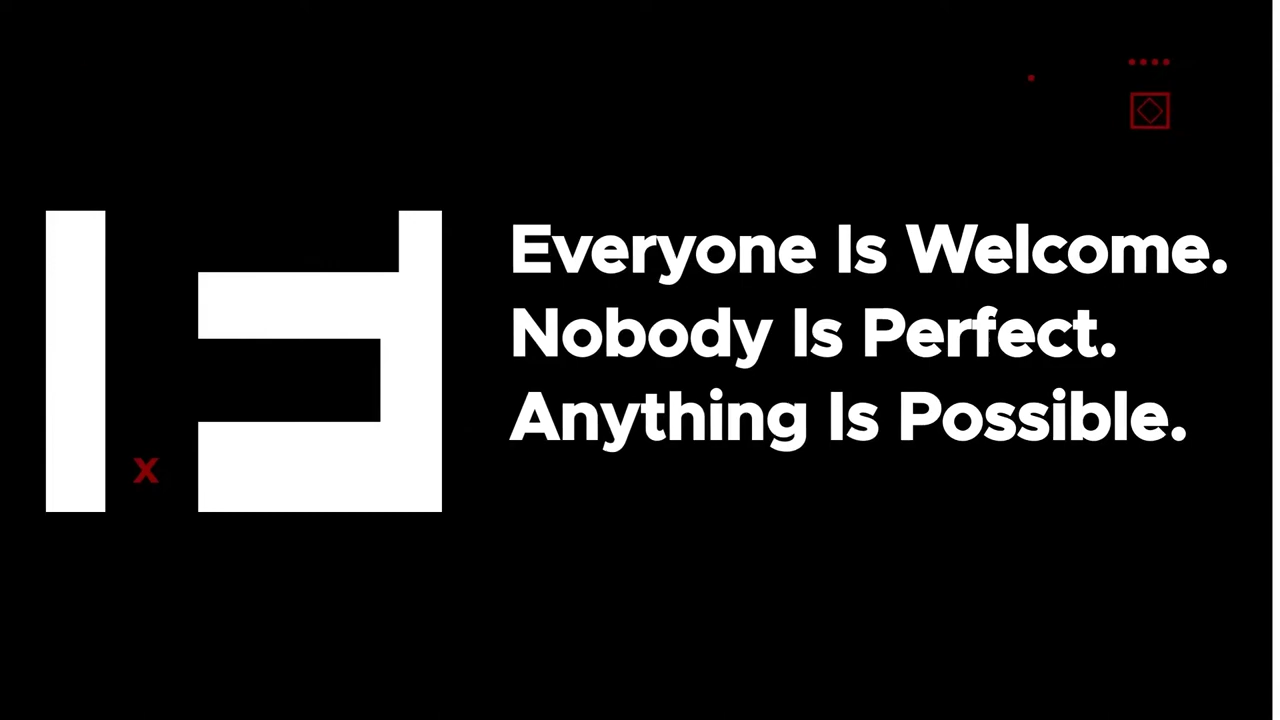 Everyone Is Welcome.
Nobody Is Perfect.
Anything Is Possible.
x